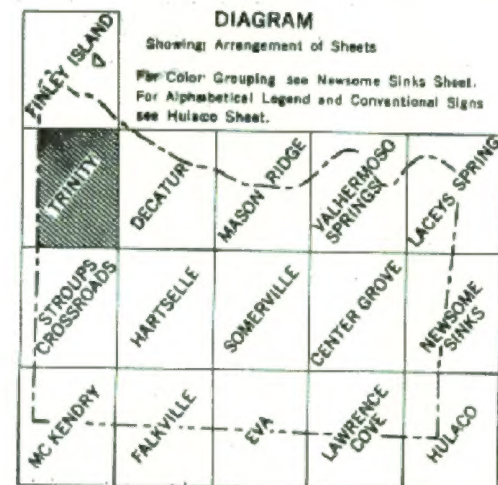 DIAGRAM
Showing: Arrangement of Sheets
For Color Grouping see Newsome Sinks Sheet.
For Alphabetical Legend and Conventional Signs
see Hulaco Sheet.
FINLEY ISLAND
TRINITY
DECATUR
MASON RIDGE
VALHERMOSO
SPRINGS
LACEYS SPRING
STROUPS
CROSSROADS
HARTSELLE
SOMERVILLE
CENTER GROVE
NEWSOME
SINKS
MC KENDRY
FALKVILLE
EVA
LAWRENCE
COVE
HULACO